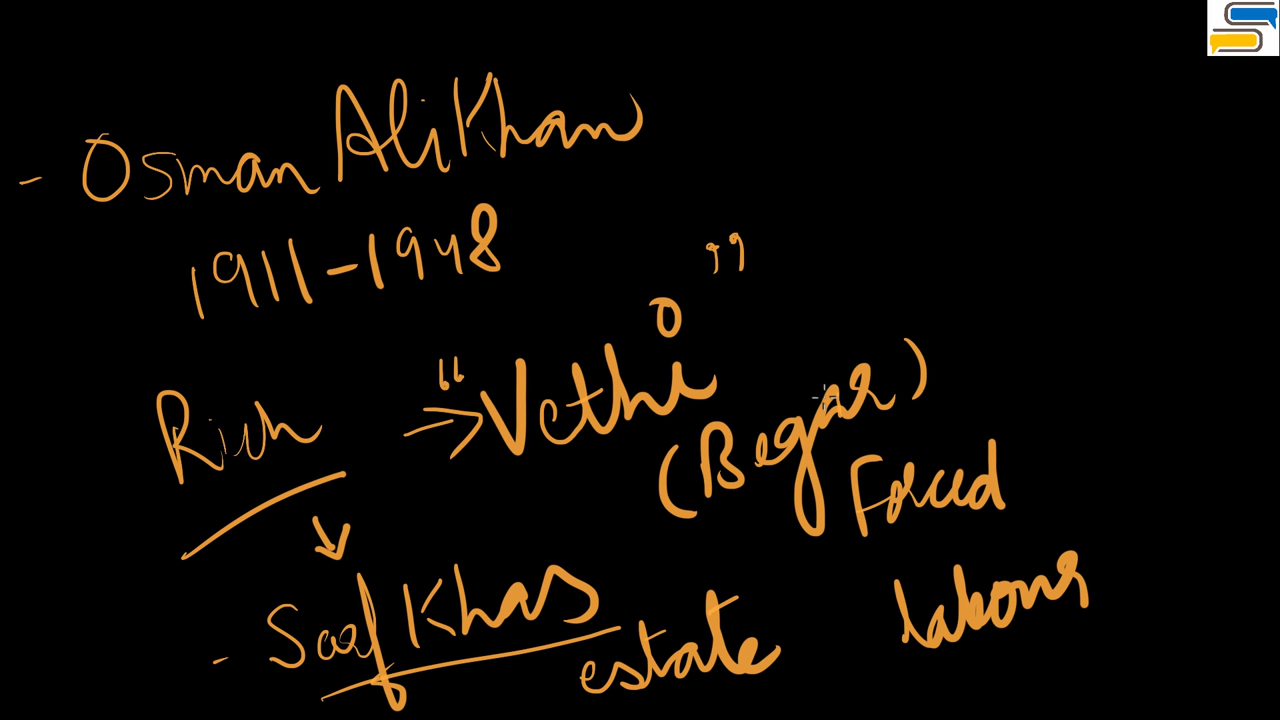 - Osman Ali Khan
1911-1948
Rich → "Vethi"
(Begar)
Forced
labour
↓
- Sarf Khas
estate